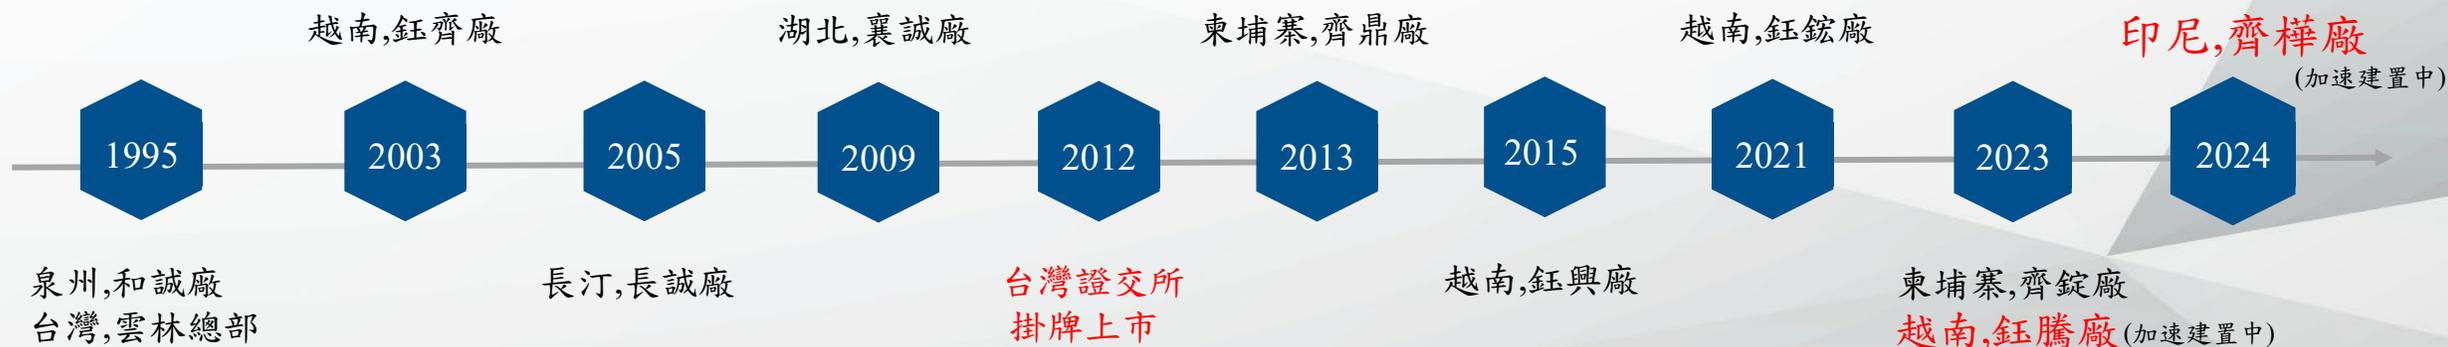 越南,鈺齊廠
湖北,襄誠廠
柬埔寨,齊鼎廠
越南,鈺鋐廠
印尼,齊樺廠
(加速建置中)
1995
2003
2005
2009
2012
2013
2015
2021
2023
2024
泉州,和誠廠
台灣,雲林總部
長汀,長誠廠
台灣證交所
掛牌上市
越南,鈺興廠
柬埔寨,齊錠廠
越南,鈺騰廠(加速建置中)